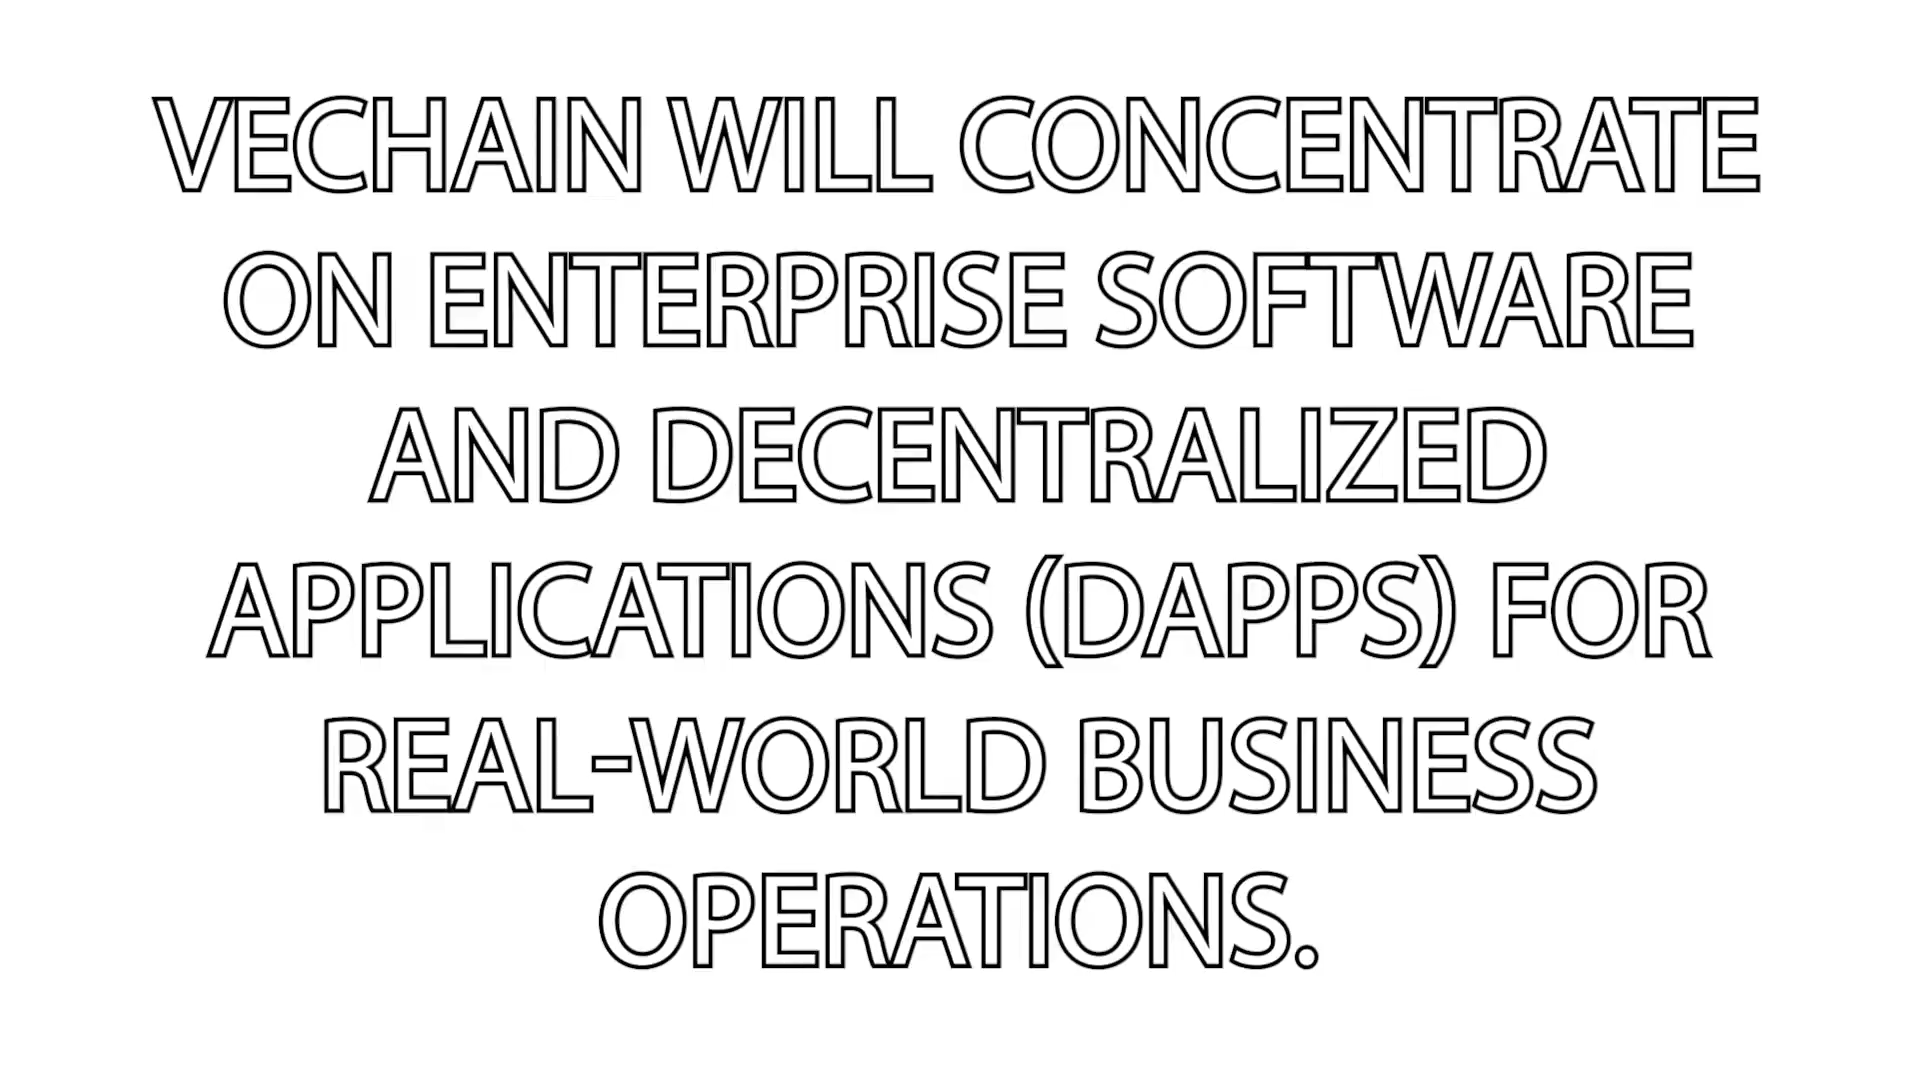 VECHAIN WILL CONCENTRATE
ON ENTERPRISE SOFTWARE
AND DECENTRALIZED
APPLICATIONS (DAPPS) FOR
REAL-WORLD BUSINESS
OPERATIONS.